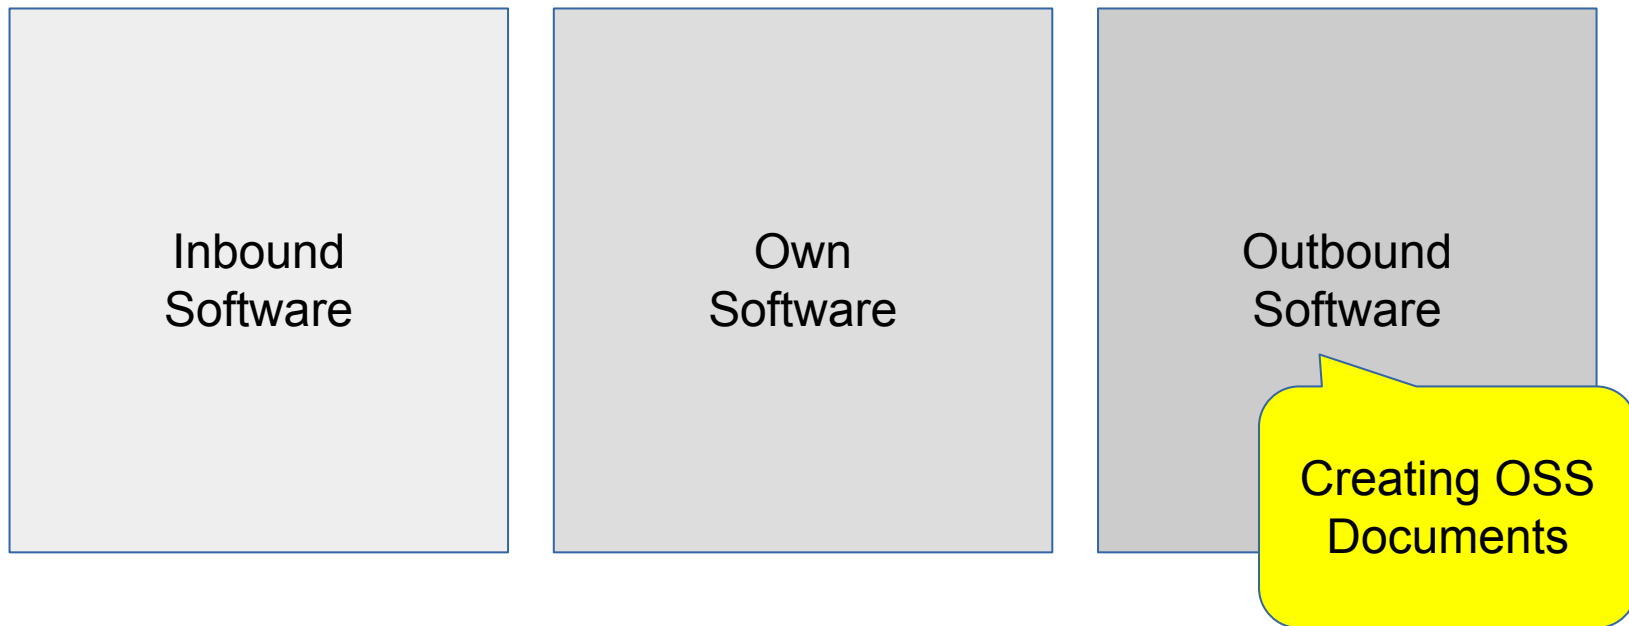 Inbound
Software
Own
Software
Outbound
Software
Creating OSS
Documents